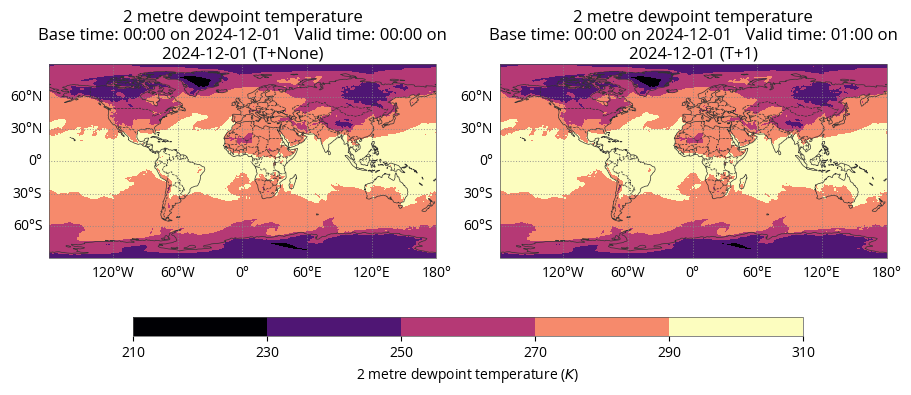 2 metre dewpoint temperature
Base time: 00:00 on 2024-12-01   Valid time: 00:00 on
2024-12-01 (T+None)
60°N
30°N
0°
30°S
60°S
120°W 60°W 0° 60°E 120°E 180°
2 metre dewpoint temperature
Base time: 00:00 on 2024-12-01   Valid time: 01:00 on
2024-12-01 (T+1)
60°N
30°N
0°
30°S
60°S
120°W 60°W 0° 60°E 120°E 180°
210 230 250 270 290 310
2 metre dewpoint temperature (K)